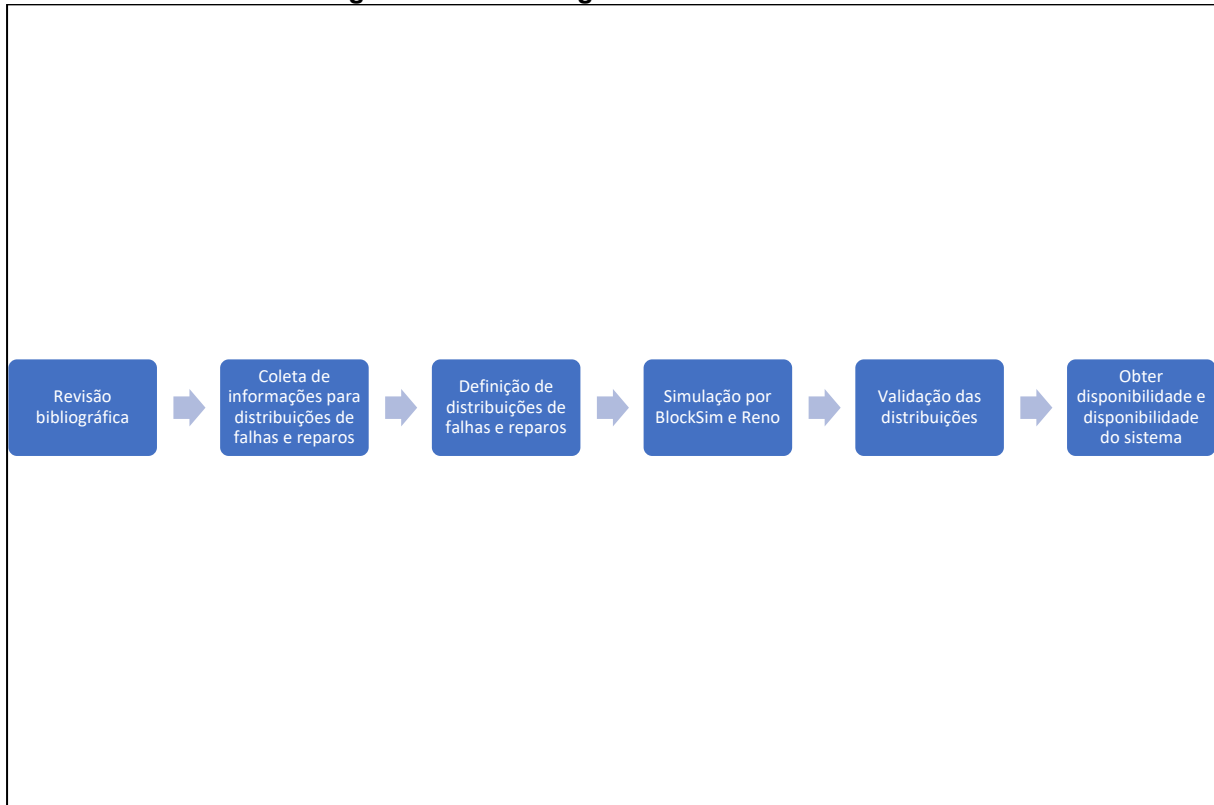 Revisão
bibliográfica
Coleta de
informações para
distribuições de
falhas e reparos
Definição de
distribuições de
falhas e reparos
Simulação por
BlockSim e Reno
Validação das
distribuições
Obter
disponibilidade e
disponibilidade
do sistema